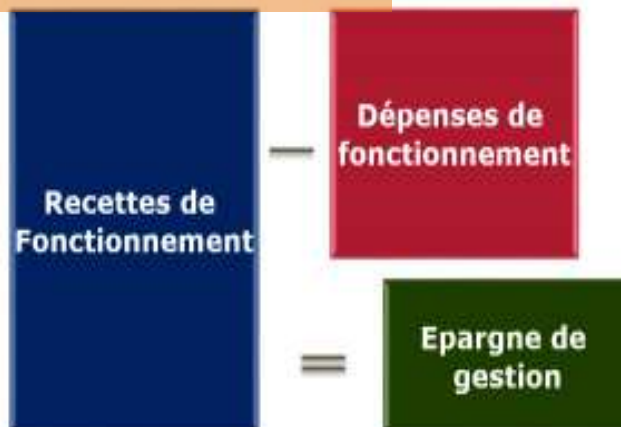 Recettes de
Fonctionnement
−
Dépenses de
fonctionnement
=
Epargne de
gestion